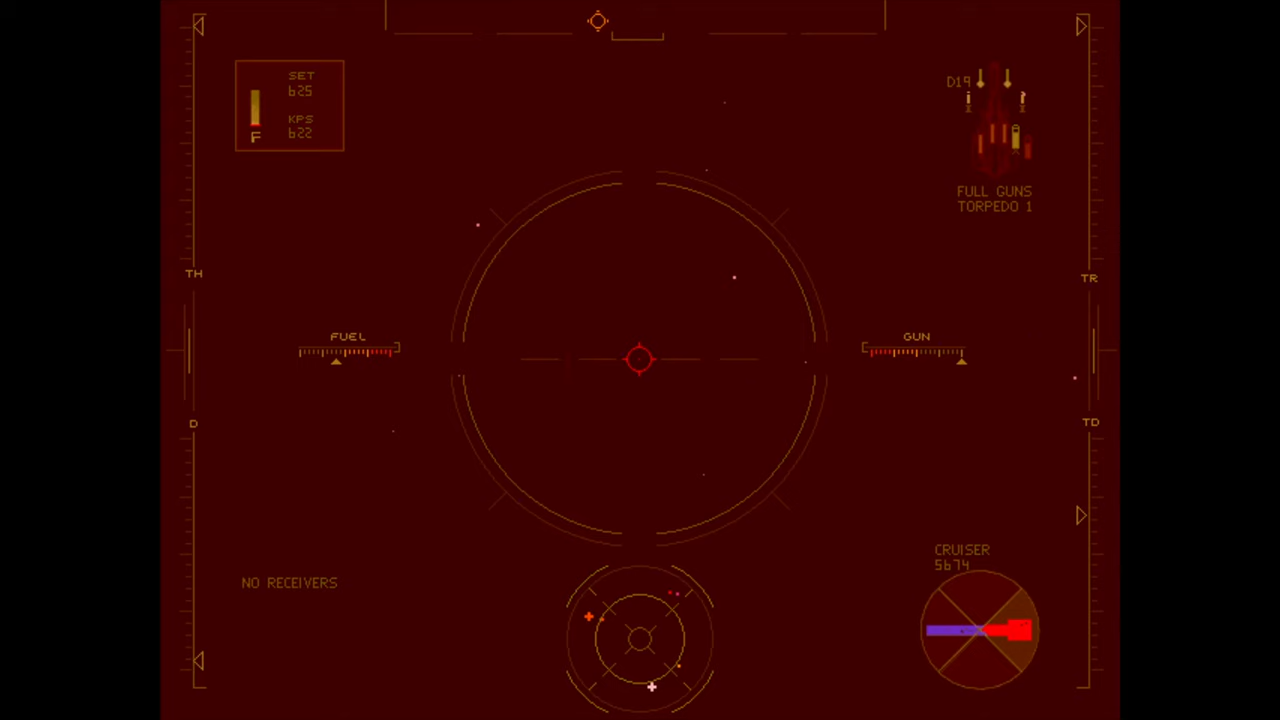 SET
625
KPS
622
F
D19
FULL GUNS
TORPEDO 1
TH
TR
FUEL
GUN
D
TD
CRUISER
5674
NO RECEIVERS